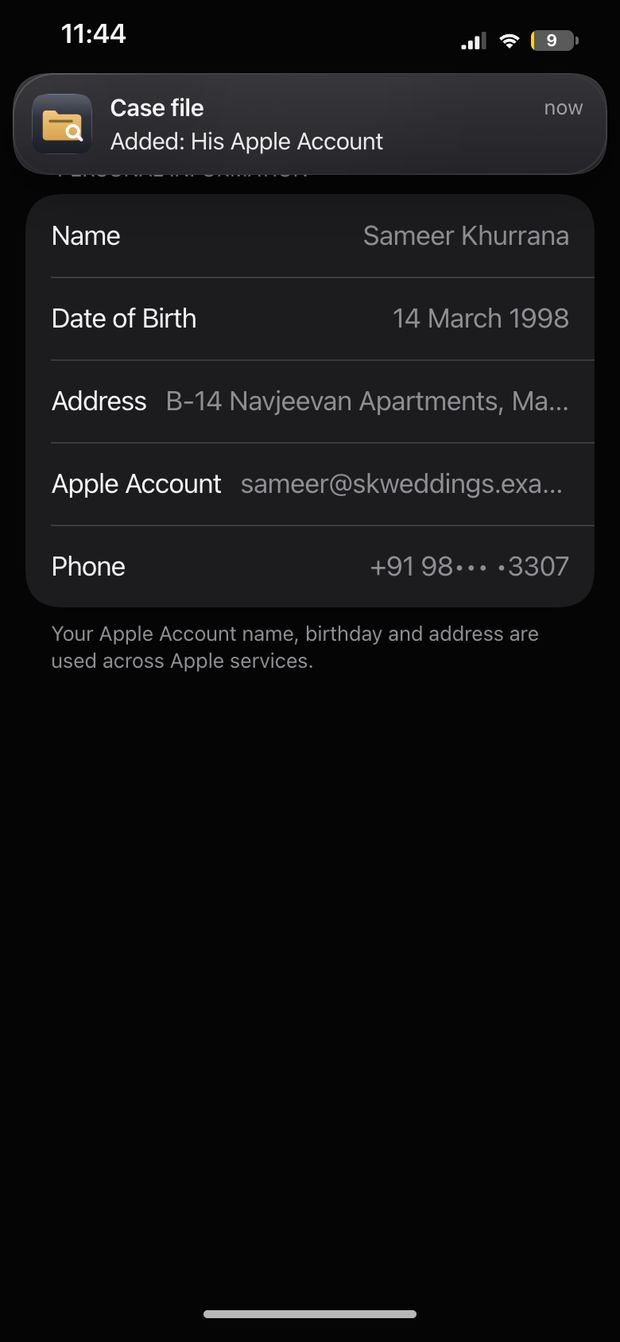 11:44
9
Case file
now
Added: His Apple Account
PERSONAL INFORMATION
Name
Sameer Khurrana
Date of Birth
14 March 1998
Address
B-14 Navjeevan Apartments, Ma...
Apple Account
sameer@skweddings.exa...
Phone
+91 98••• •3307
Your Apple Account name, birthday and address are
used across Apple services.